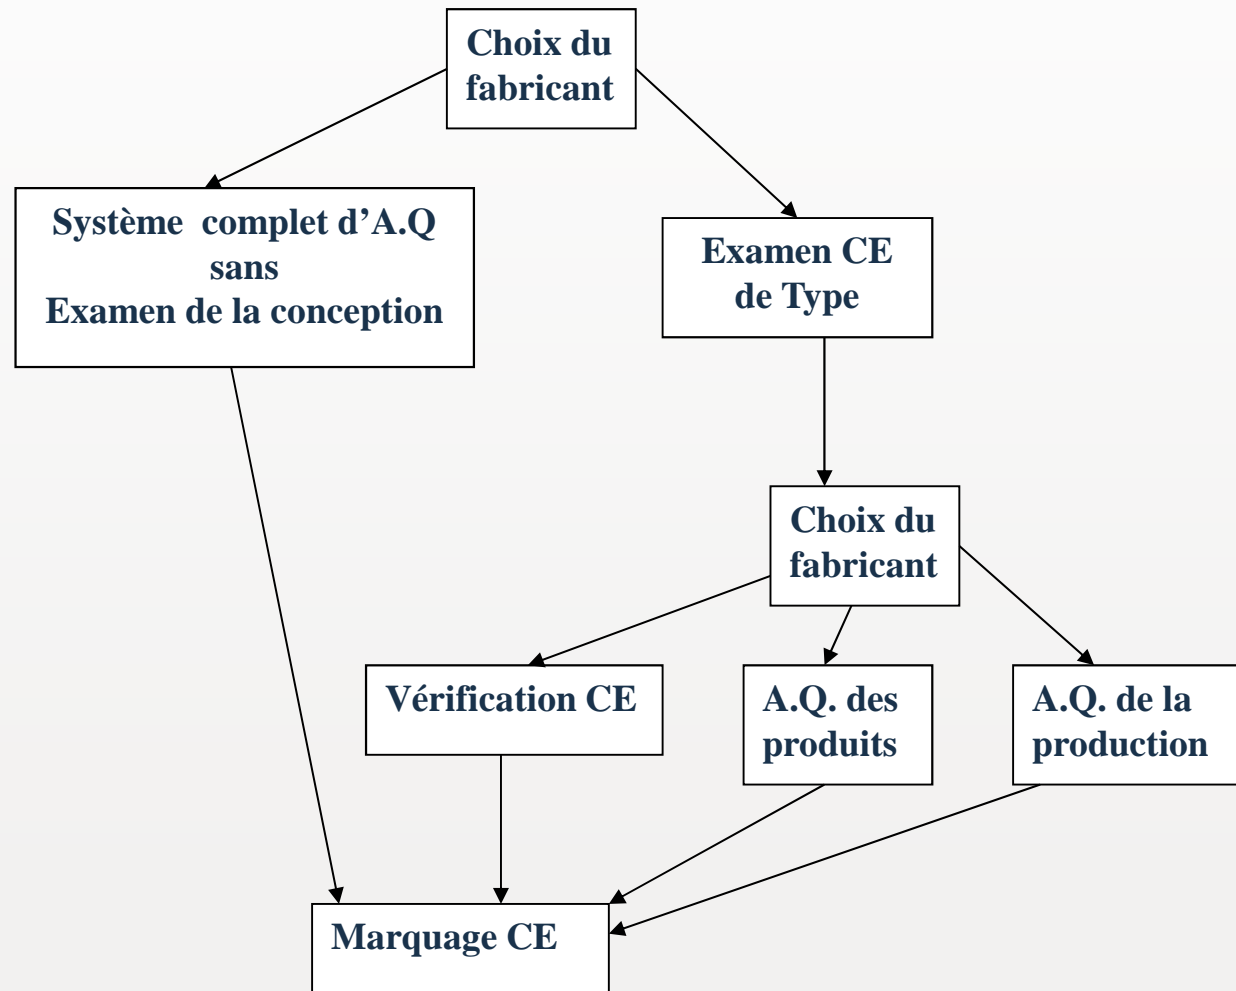 Choix du
fabricant
Système  complet d’A.Q
sans
Examen de la conception
Examen CE
de Type
Choix du
fabricant
Vérification CE
A.Q. des
produits
A.Q. de la
production
Marquage CE